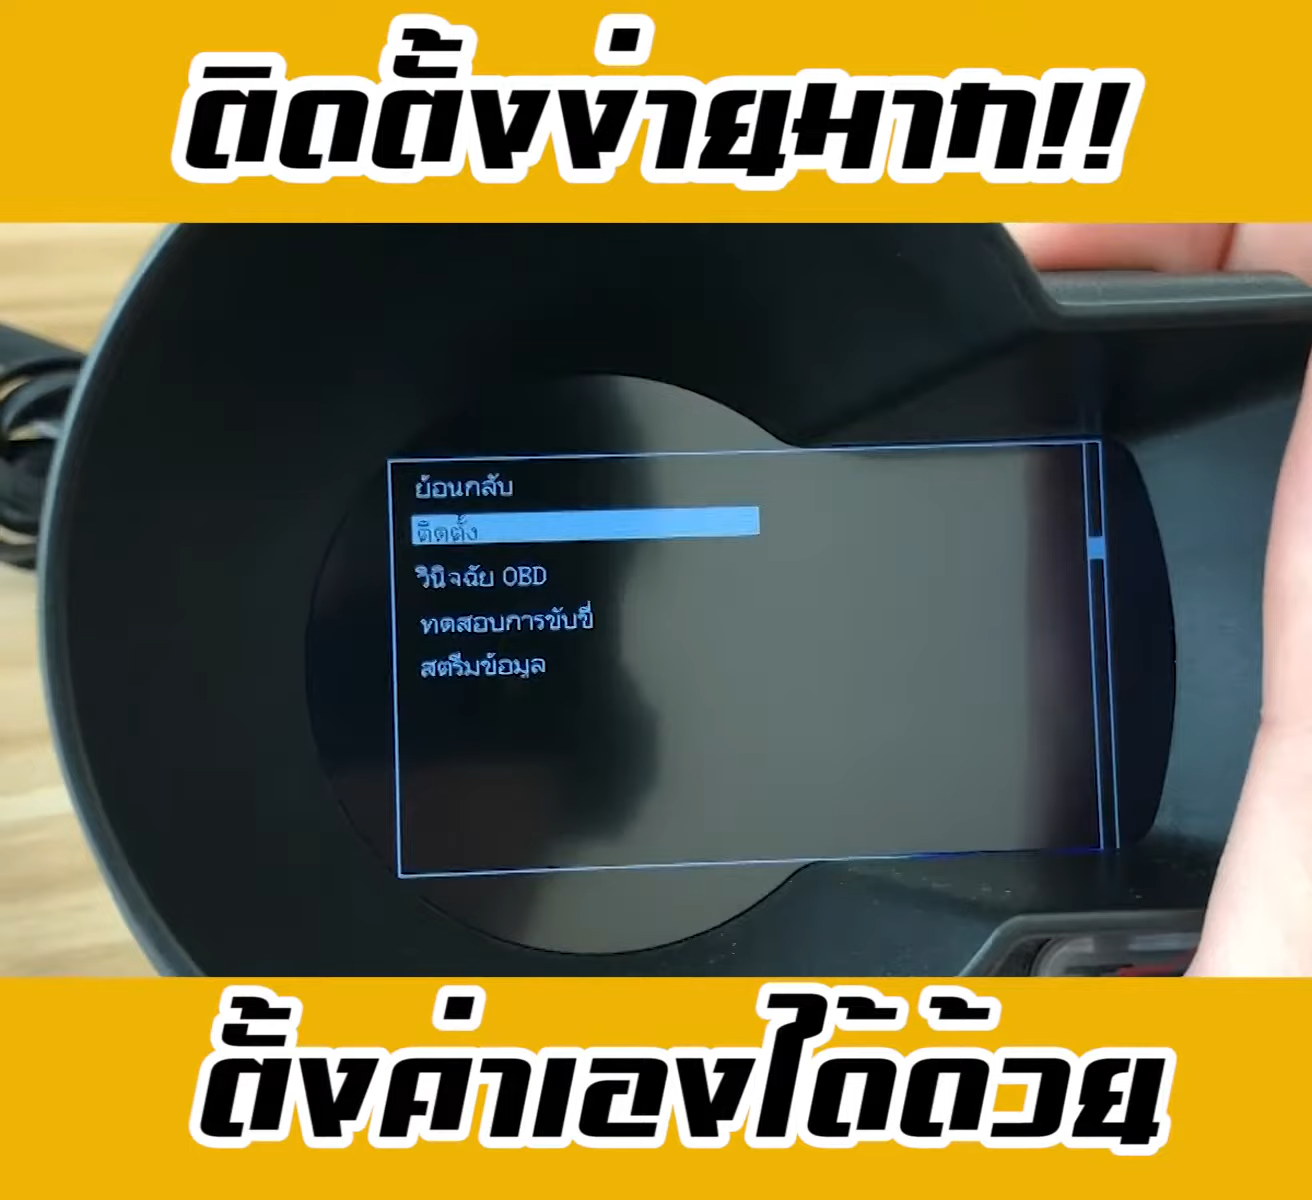 ติดตั้งง่ายมาก!!
ย้อนกลับ
ติดตั้ง
วินิจฉัย OBD
ทดสอบการขับขี่
สตรีมข้อมูล
ตั้งค่าเองได้ด้วย